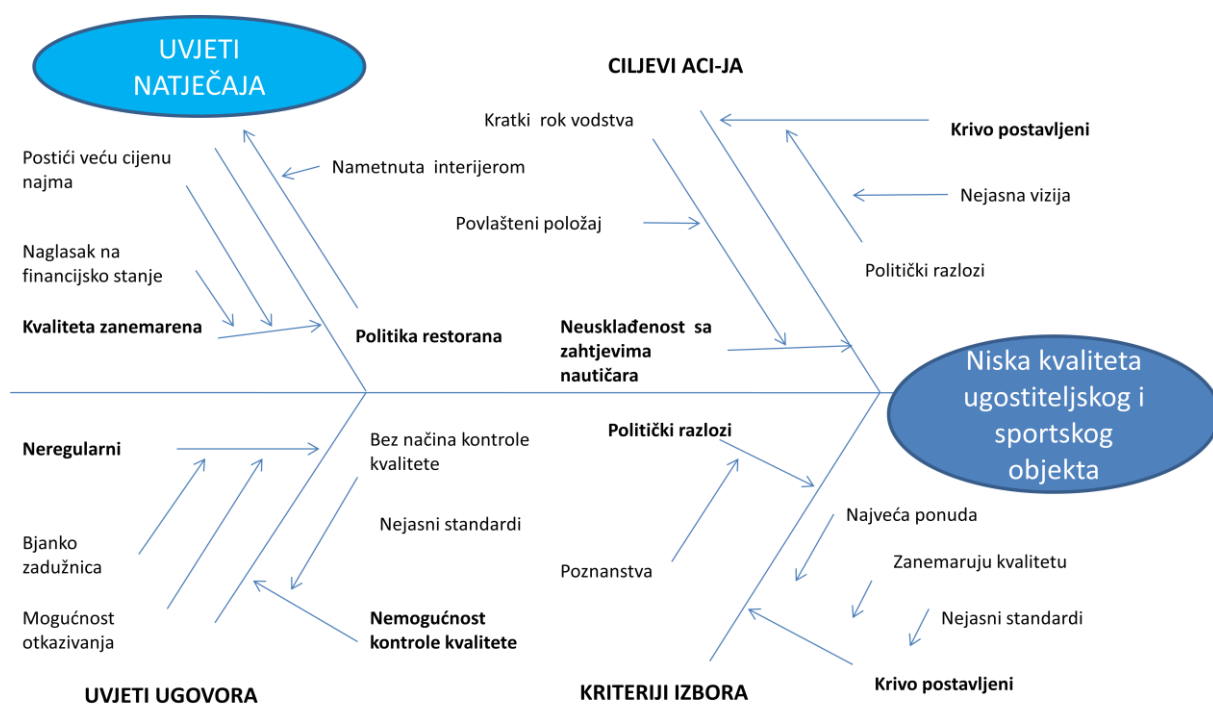 UVJETI
NATJEČAJA
CILJEVI ACI-JA
Kratki rok vodstva
Krivo postavljeni
Postići veću cijenu
najma
Nametnuta interijerom
Nejasna vizija
Povlašteni položaj
Naglasak na
financijsko stanje
Politički razlozi
Kvaliteta zanemarena
Politika restorana
Neusklađenost sa
zahtjevima
nautičara
Niska kvaliteta
ugostiteljskog i
sportskog
objekta
Neregularni
Bez načina kontrole
kvalitete
Politički razlozi
Nejasni standardi
Najveća ponuda
Bjanko
zadužnica
Poznanstva
Zanemaruju kvalitetu
Mogućnost
otkazivanja
Nemogućnost
kontrole kvalitete
Nejasni standardi
Krivo postavljeni
UVJETI UGOVORA
KRITERIJI IZBORA